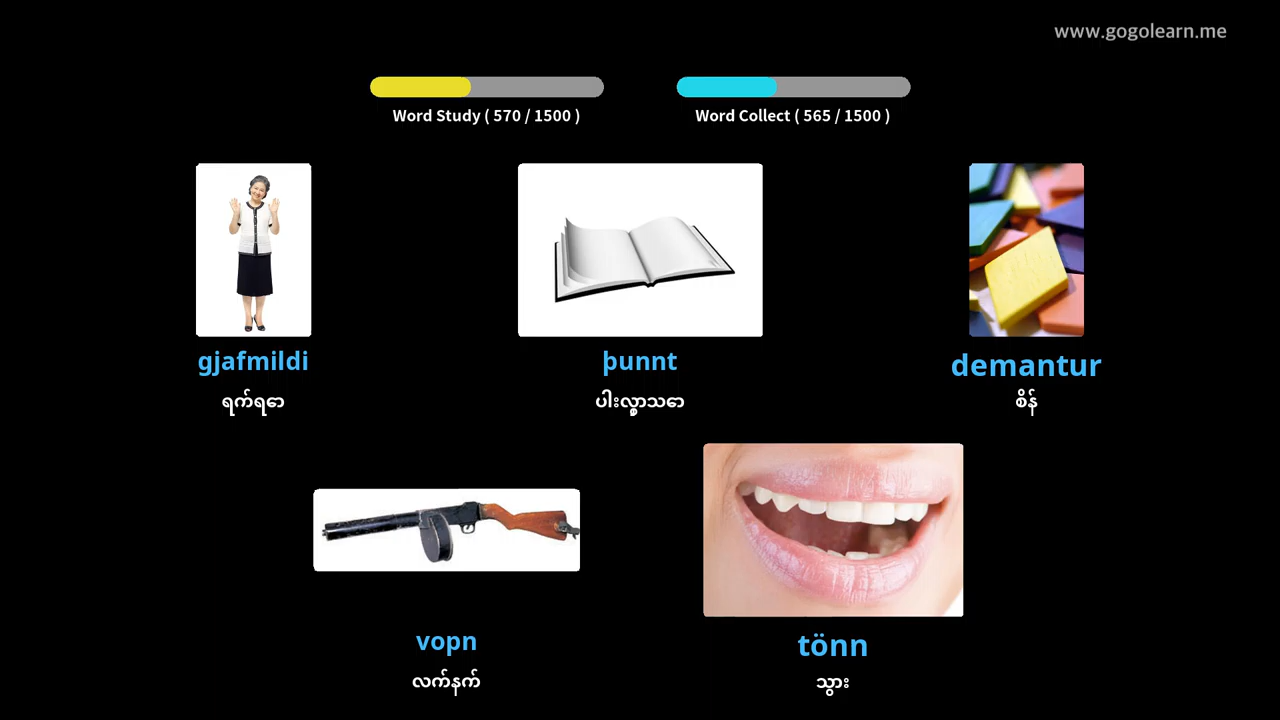 www.gogolearn.me
Word Study ( 570 / 1500 )
Word Collect ( 565 / 1500 )
gjafmildi
þunnt
demantur
ရက်ရော
ပါးလွှာသော
စိန်
vopn
tönn
လက်နက်
သွား